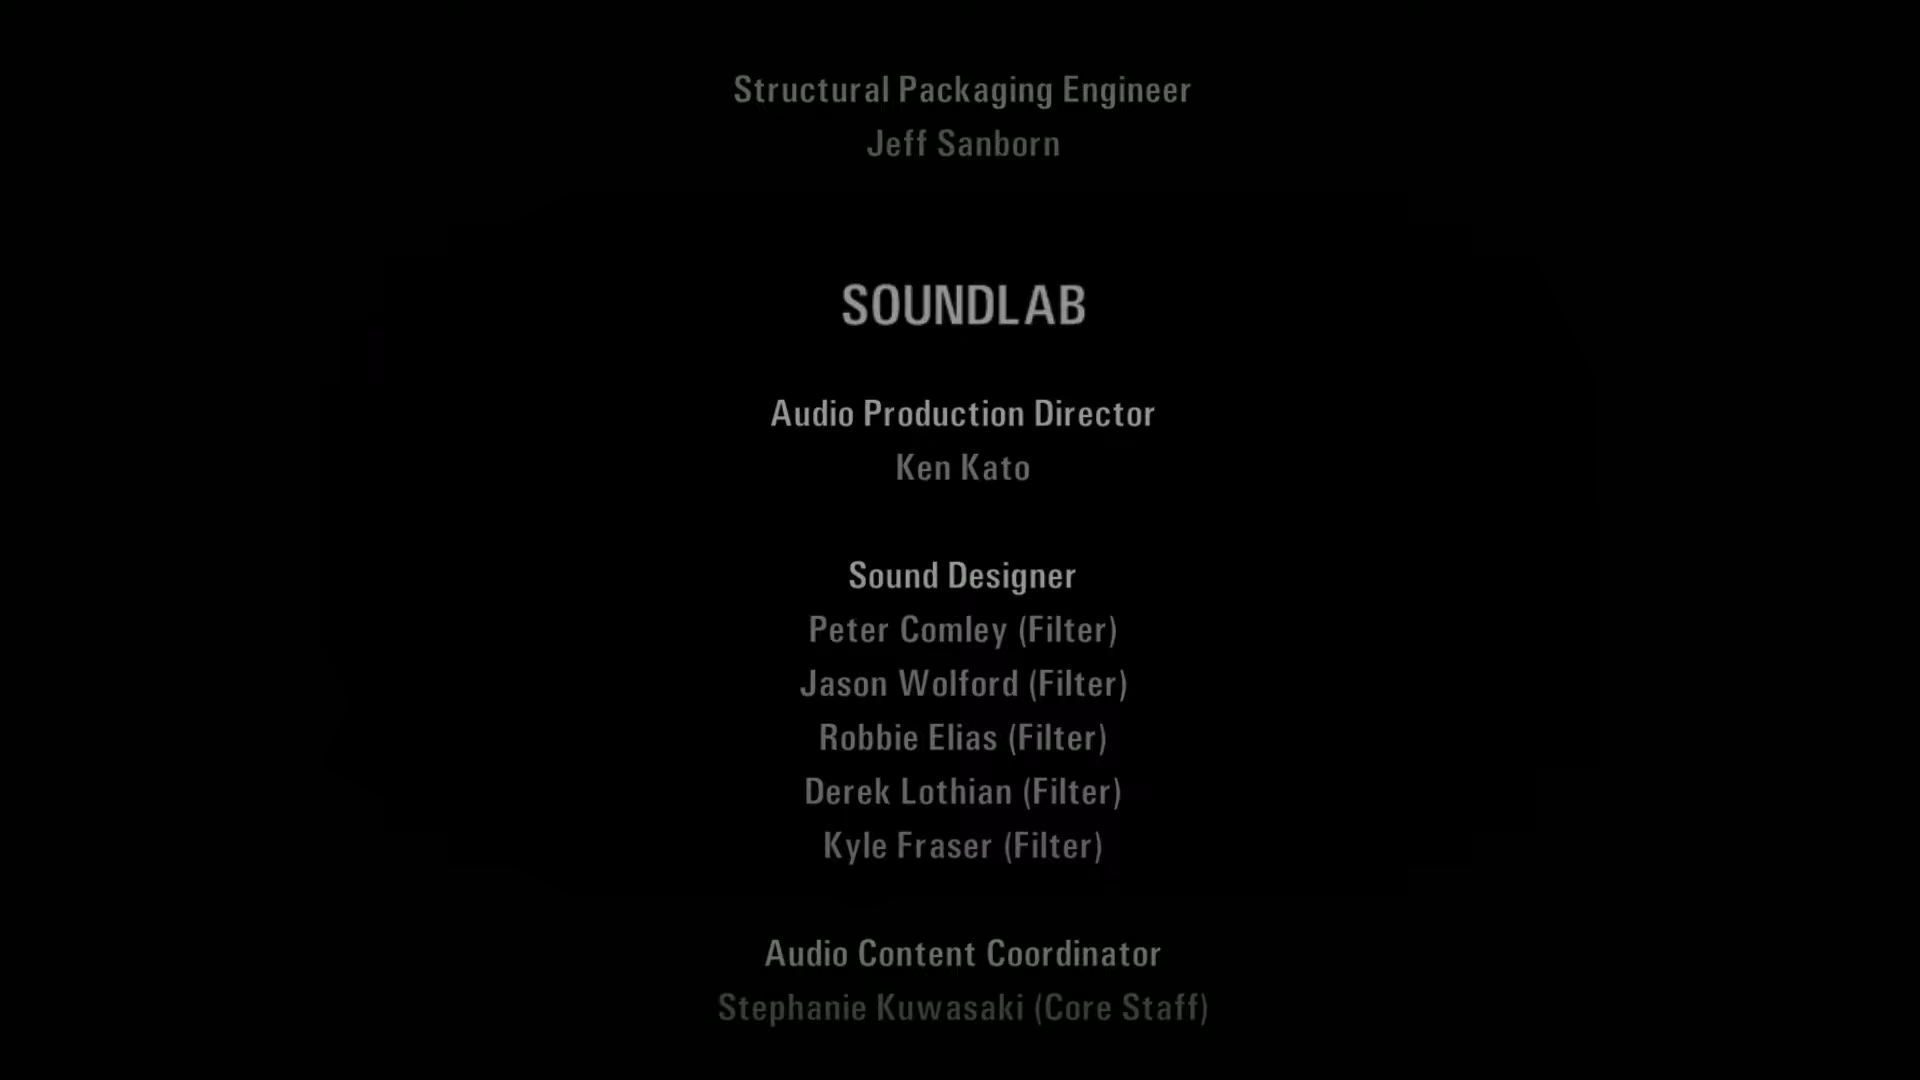 Structural Packaging Engineer
Jeff Sanborn
SOUNDLAB
Audio Production Director
Ken Kato
Sound Designer
Peter Comley (Filter)
Jason Wolford (Filter)
Robbie Elias (Filter)
Derek Lothian (Filter)
Kyle Fraser (Filter)
Audio Content Coordinator
Stephanie Kuwasaki (Core Staff)